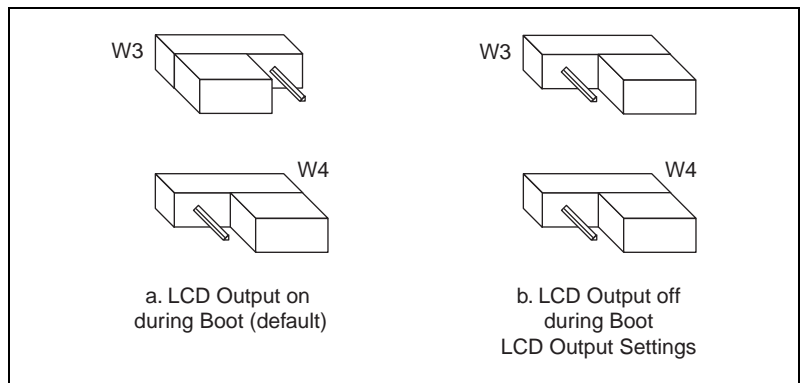 W3
W4
a. LCD Output on
during Boot (default)
W3
W4
b. LCD Output off
during Boot
LCD Output Settings